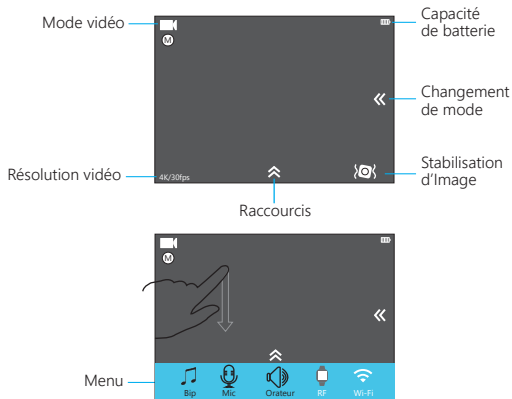 Mode vidéo
Capacité
de batterie
M
Changement
de mode
Résolution vidéo
4K/30fps
Stabilisation
d'Image
Raccourcis
M
Menu
Bip
Mic
Orateur
RF
Wi-Fi